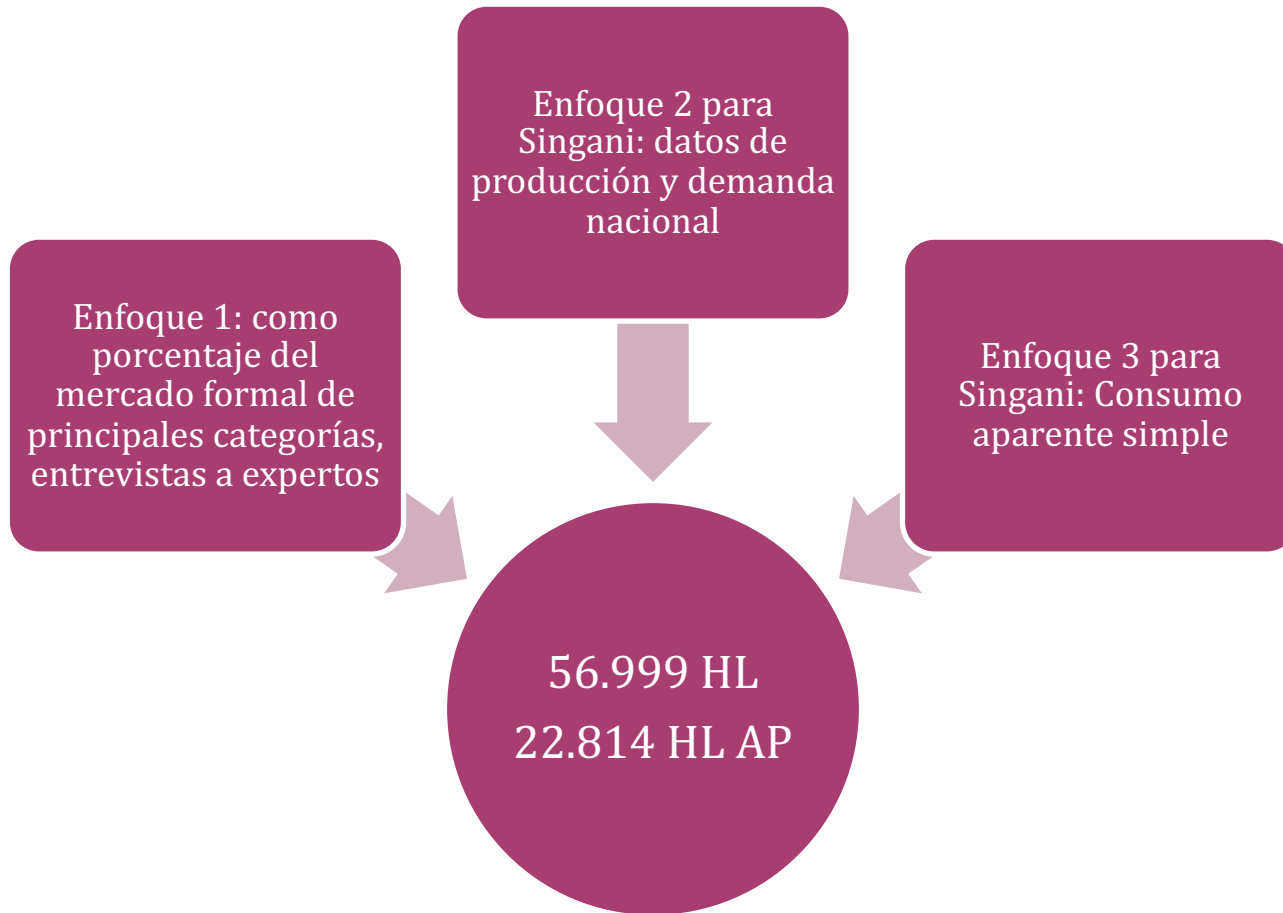 Enfoque 1: como
porcentaje del
mercado formal de
principales categorías,
entrevistas a expertos
Enfoque 2 para
Singani: datos de
producción y demanda
nacional
Enfoque 3 para
Singani: Consumo
aparente simple
56.999 HL
22.814 HL AP